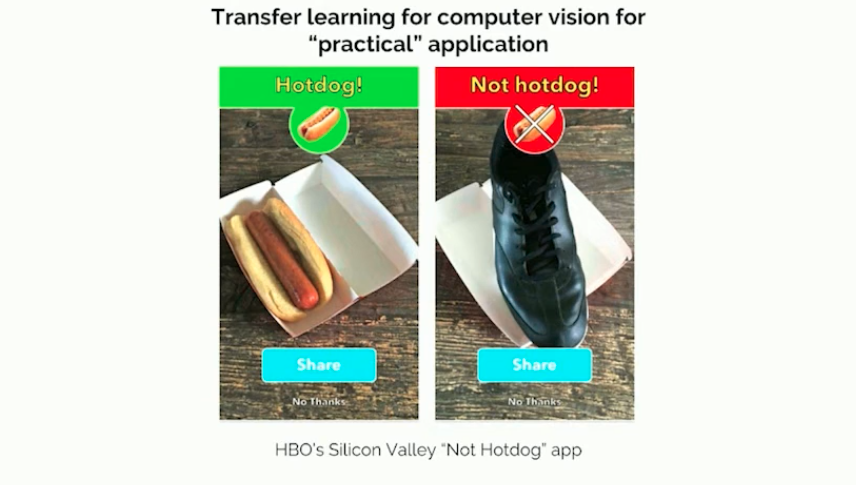 Transfer learning for computer vision for
“practical” application
Hotdog!
Not hotdog!
Share
Share
No Thanks
No Thanks
HBO's Silicon Valley “Not Hotdog” app